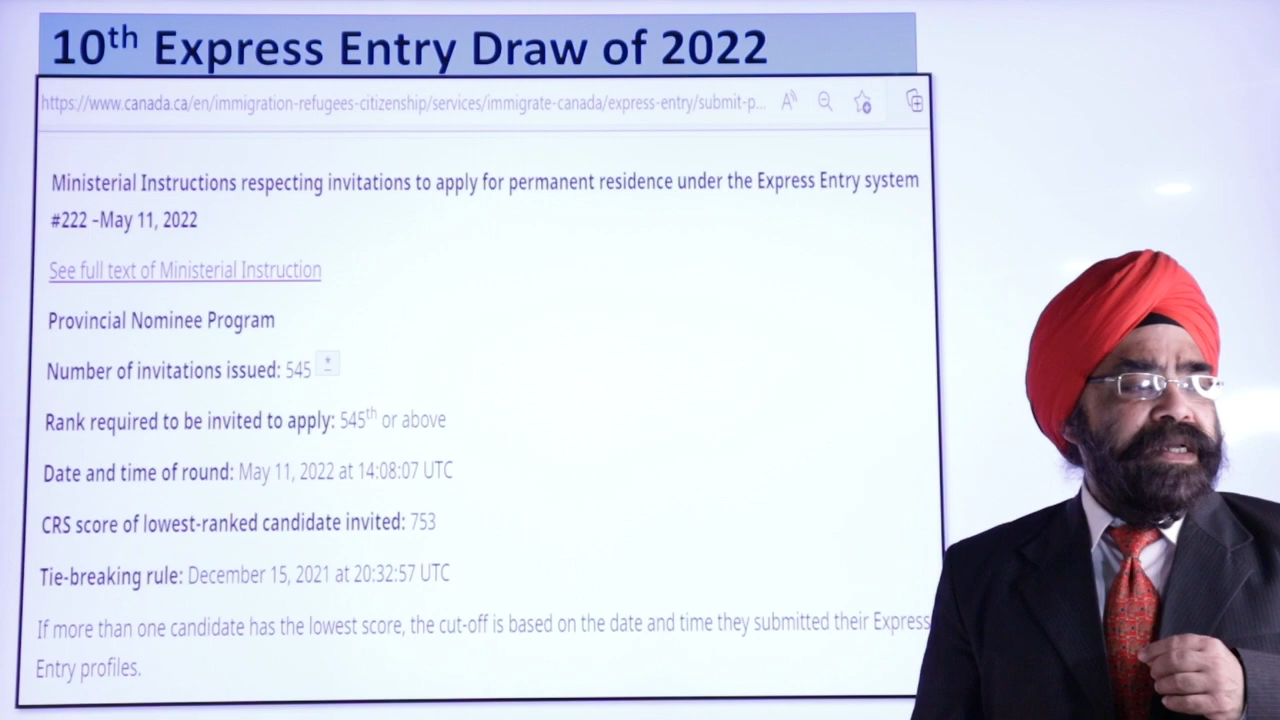 10th Express Entry Draw of 2022
https://www.canada.ca/en/immigration-refugees-citizenship/services/immigrate-canada/express-entry/submit-p...
Ministerial Instructions respecting invitations to apply for permanent residence under the Express Entry system
#222 –May 11, 2022
See full text of Ministerial Instruction
Provincial Nominee Program
Number of invitations issued: 545 *
Rank required to be invited to apply: 545th or above
Date and time of round: May 11, 2022 at 14:08:07 UTC
CRS score of lowest-ranked candidate invited: 753
Tie-breaking rule: December 15, 2021 at 20:32:57 UTC
If more than one candidate has the lowest score, the cut-off is based on the date and time they submitted their Express
Entry profiles.